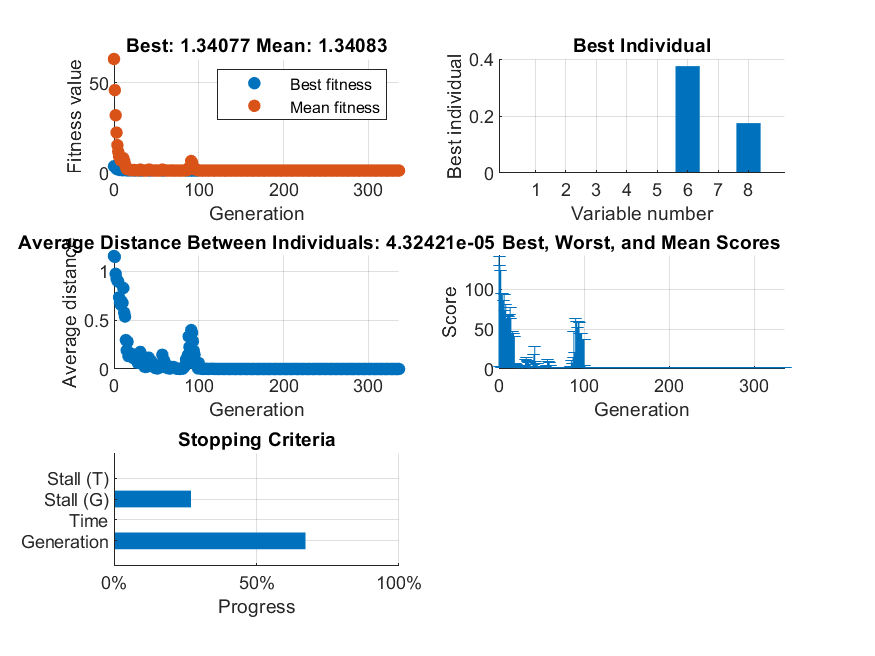 Best: 1.34077 Mean: 1.34083
Fitness value
50
0
Best fitness
Mean fitness
0 100 200 300
Generation
Best Individual
Best individual
0.4
0.2
0
1 2 3 4 5 6 7 8
Variable number
Average Distance Between Individuals: 4.32421e-05
Average distance
1
0.5
0
0 100 200 300
Generation
Best, Worst, and Mean Scores
Score
100
50
0
0 100 200 300
Generation
Stopping Criteria
Stall (T)
Stall (G)
Time
Generation
0% 50% 100%
Progress